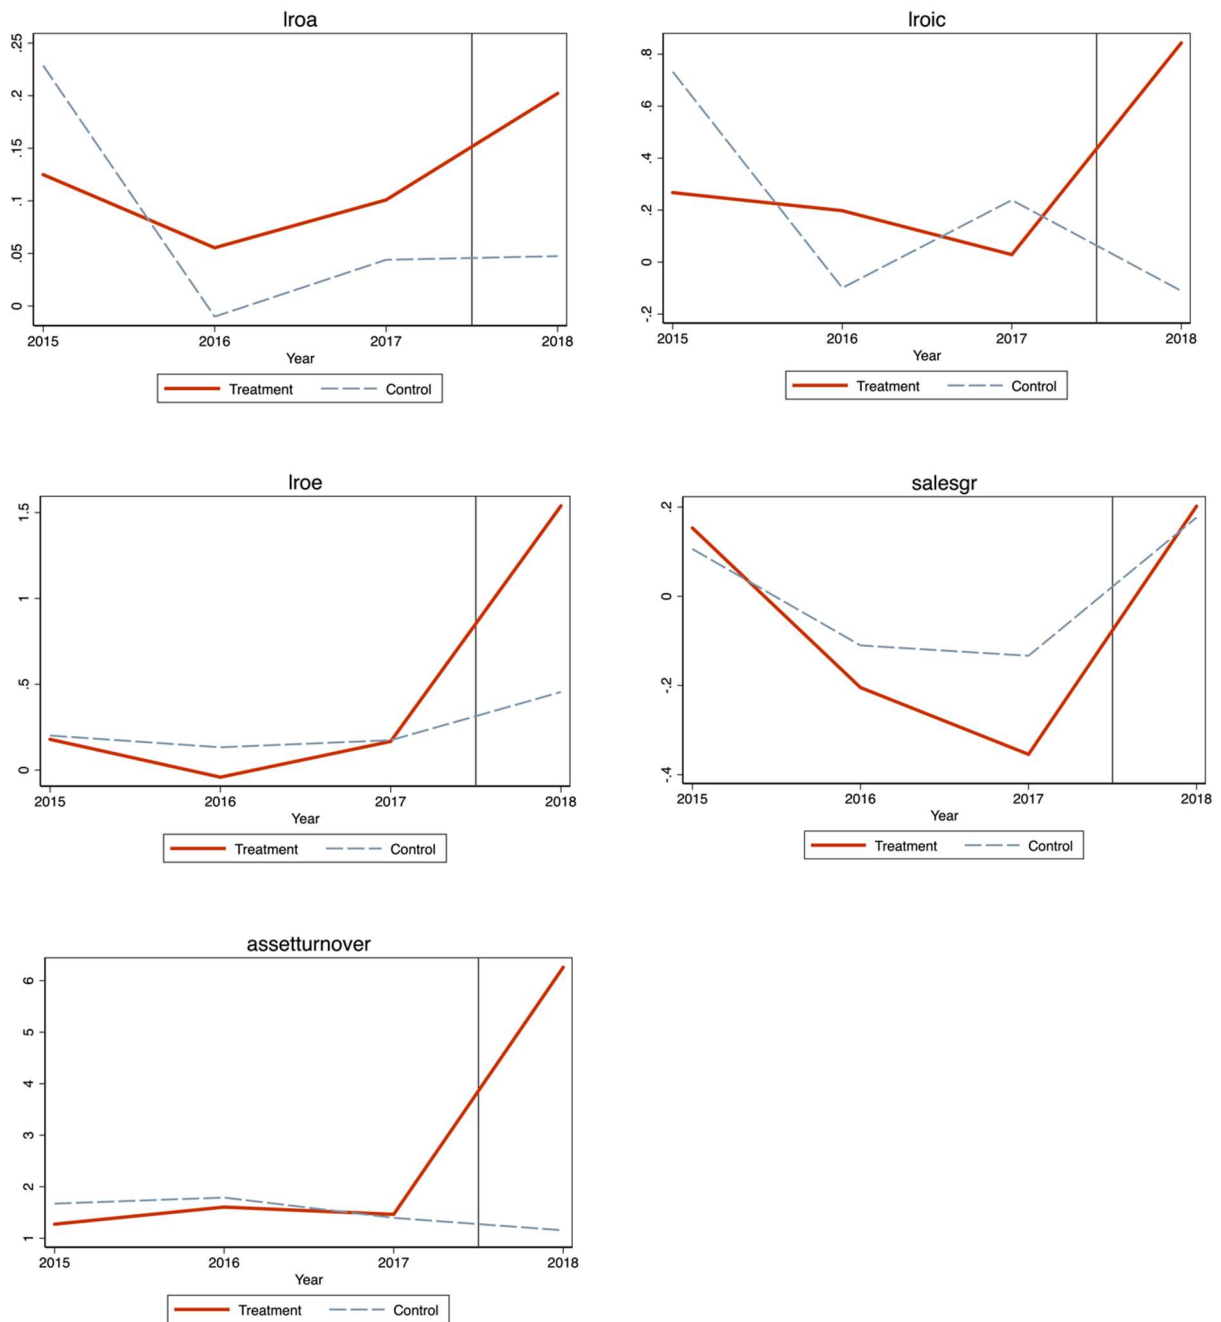 lroa
.25
.2
.15
.1
.05
0
2015 2016 2017 2018
Year
Treatment Control
lroic
.8
.6
.4
.2
0
-.2
2015 2016 2017 2018
Year
Treatment Control
lroe
1.5
1
.5
0
2015 2016 2017 2018
Year
Treatment Control
salesgr
.2
0
-.2
-.4
2015 2016 2017 2018
Year
Treatment Control
assetturnover
6
5
4
3
2
1
2015 2016 2017 2018
Year
Treatment Control